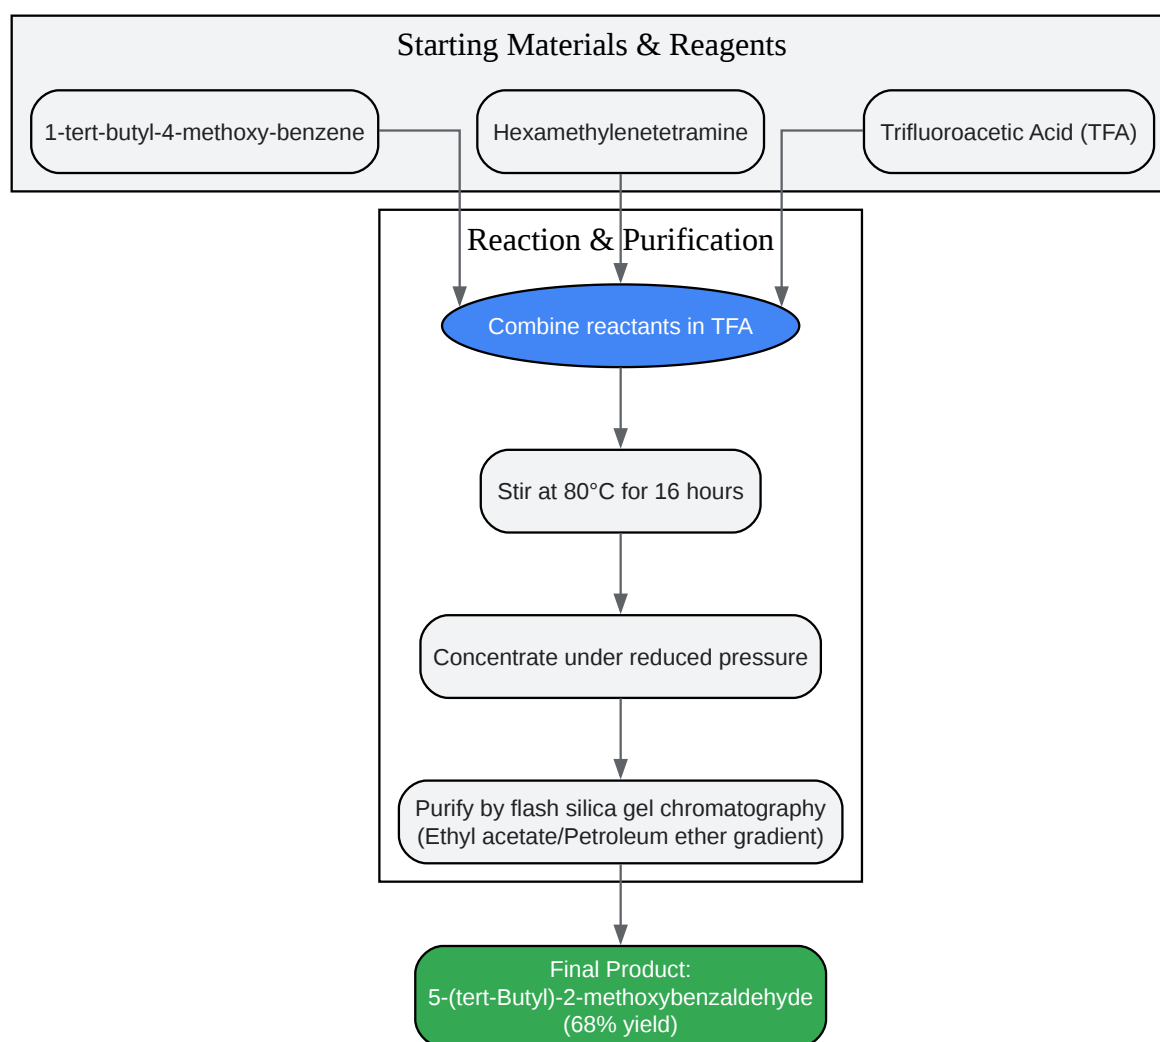 Starting Materials & Reagents
1-tert-butyl-4-methoxy-benzene
Hexamethylenetetramine
Trifluoroacetic Acid (TFA)
Reaction & Purification
Combine reactants in TFA
Stir at 80°C for 16 hours
Concentrate under reduced pressure
Purify by flash silica gel chromatography
(Ethyl acetate/Petroleum ether gradient)
Final Product:
5-(tert-Butyl)-2-methoxybenzaldehyde
(68% yield)